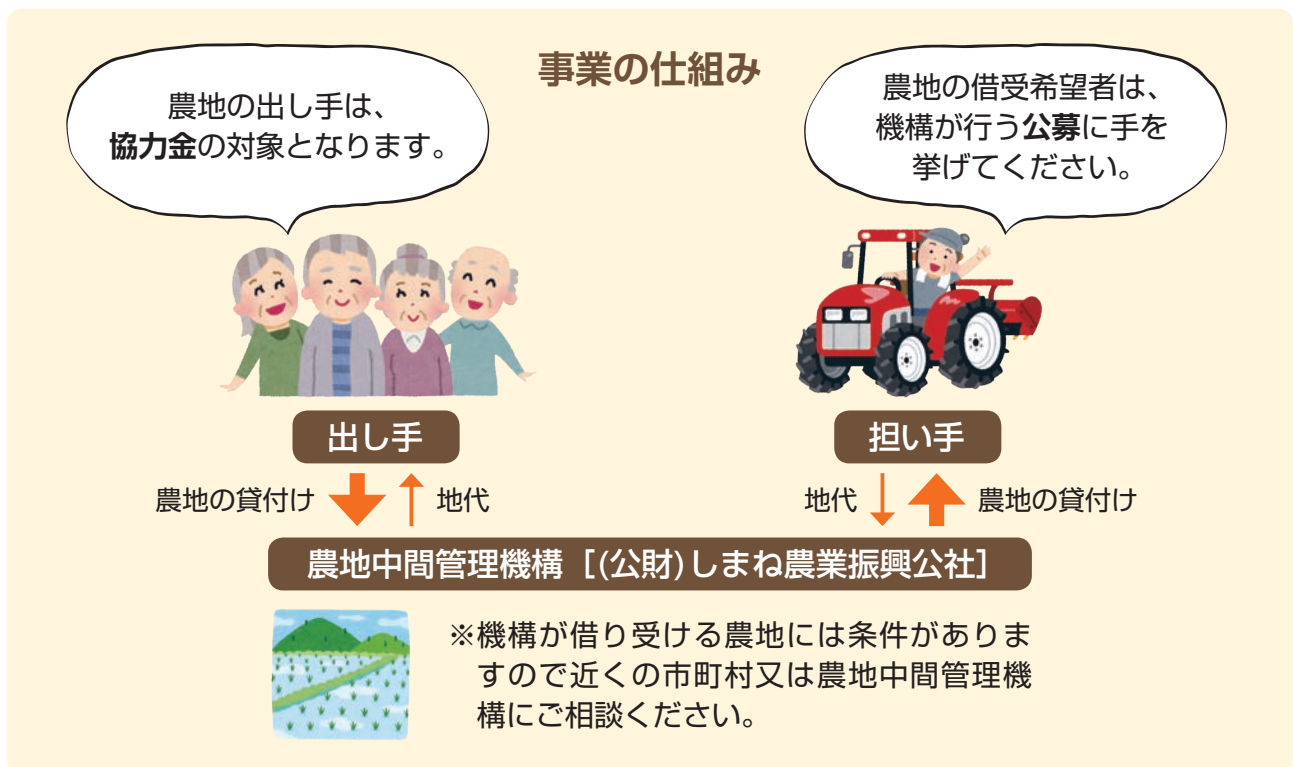 事業の仕組み
農地の出し手は、
協力金の対象となります。
農地の借受希望者は、
機構が行う公募に手を
挙げてください。
出し手
担い手
農地の貸付け
地代
地代
農地の貸付け
農地中間管理機構［(公財)しまね農業振興公社］
※機構が借り受ける農地には条件がありま
すので近くの市町村又は農地中間管理機
構にご相談ください。